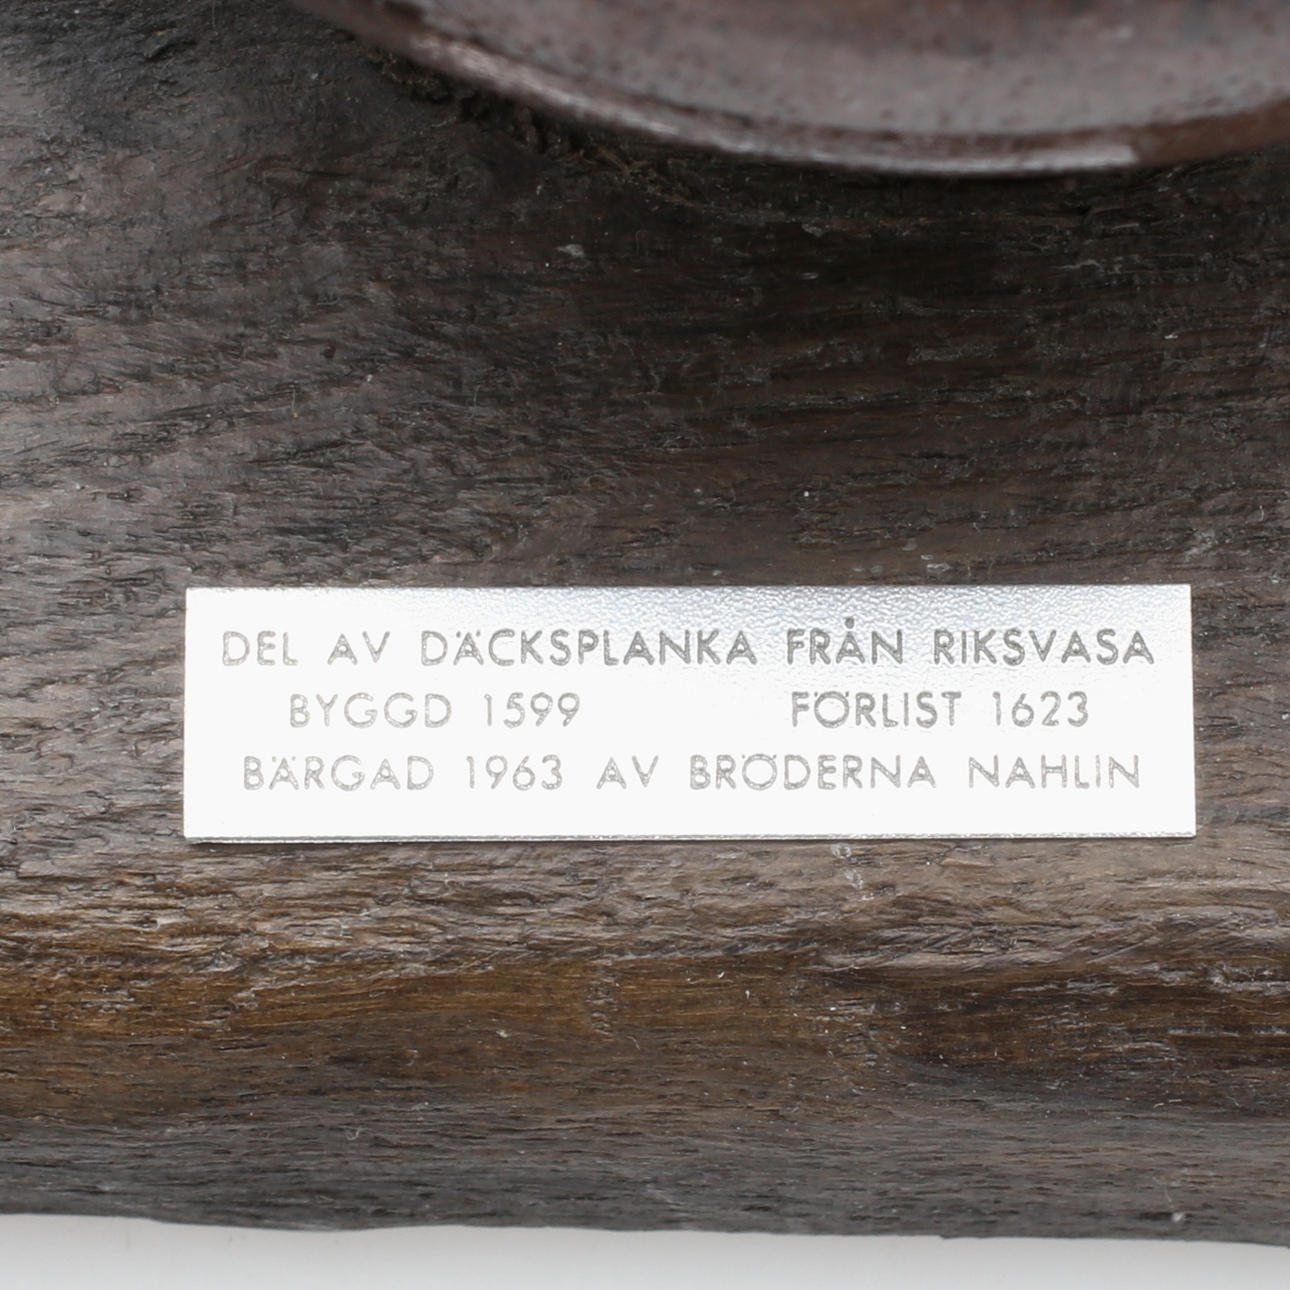 DEL AV DÄCKSPLANKA FRÅN RIKSVASA
BYGGD 1599 FÖRLIST 1623
BÄRGAD 1963 AV BRÖDERNA NAHLIN